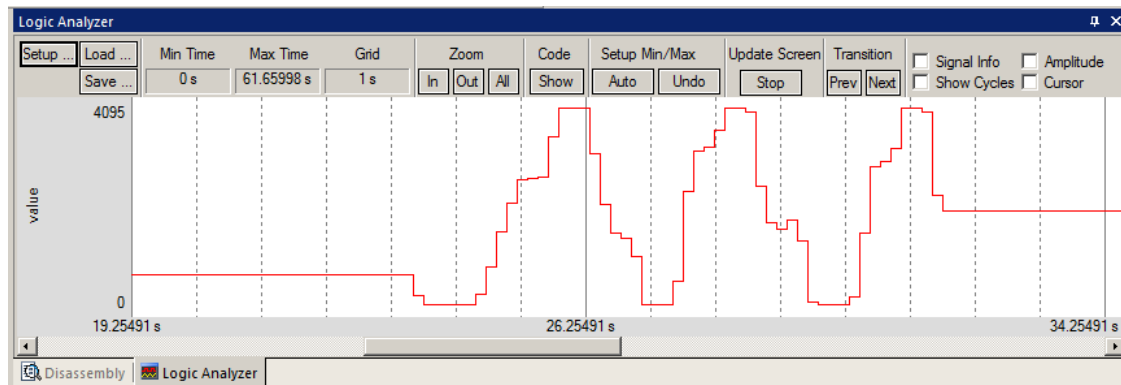 Logic Analyzer
Setup ... Load ... Min Time Max Time Grid Zoom Code Setup Min/Max Update Screen Transition Signal Info Amplitude
Save ... 0 s 61.65998 s 1 s In Out All Show Auto Undo Stop Prev Next Show Cycles Cursor
4095
value
0
19.25491 s 26.25491 s 34.25491 s
Disassembly Logic Analyzer